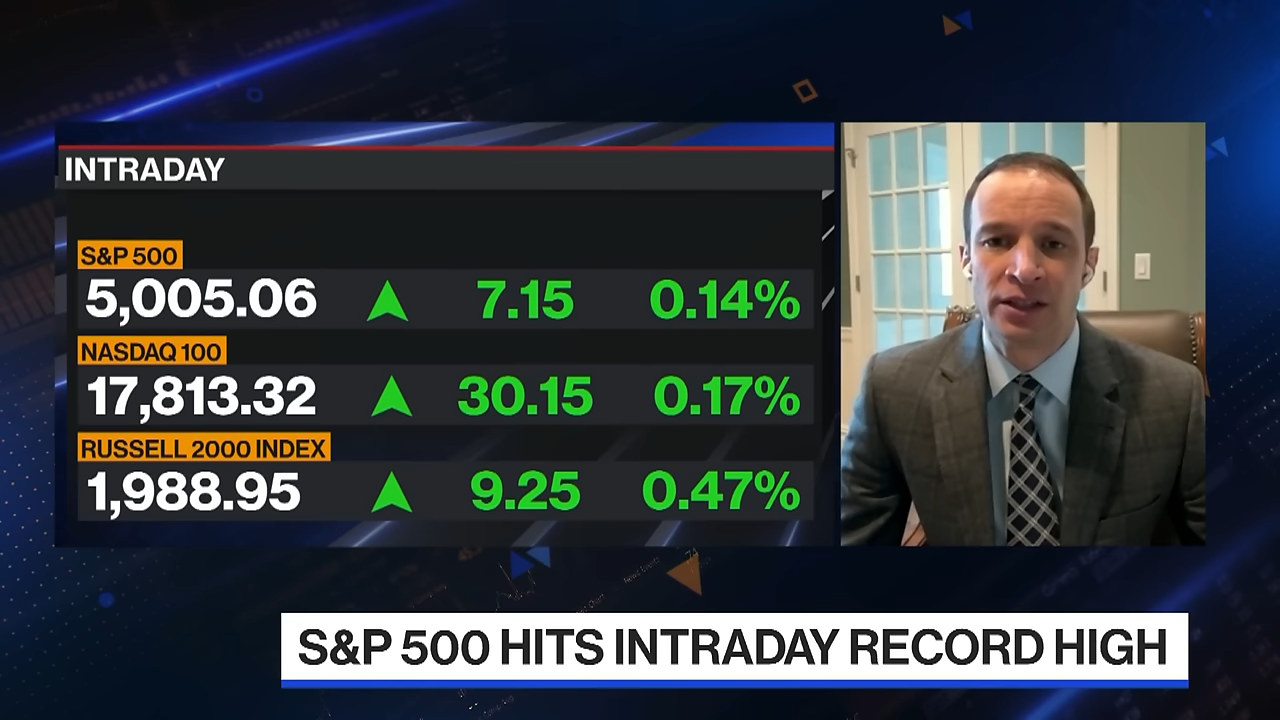 INTRADAY
S&P 500
5,005.06 ▲ 7.15 0.14%
NASDAQ 100
17,813.32 ▲ 30.15 0.17%
RUSSELL 2000 INDEX
1,988.95 ▲ 9.25 0.47%
S&P 500 HITS INTRADAY RECORD HIGH